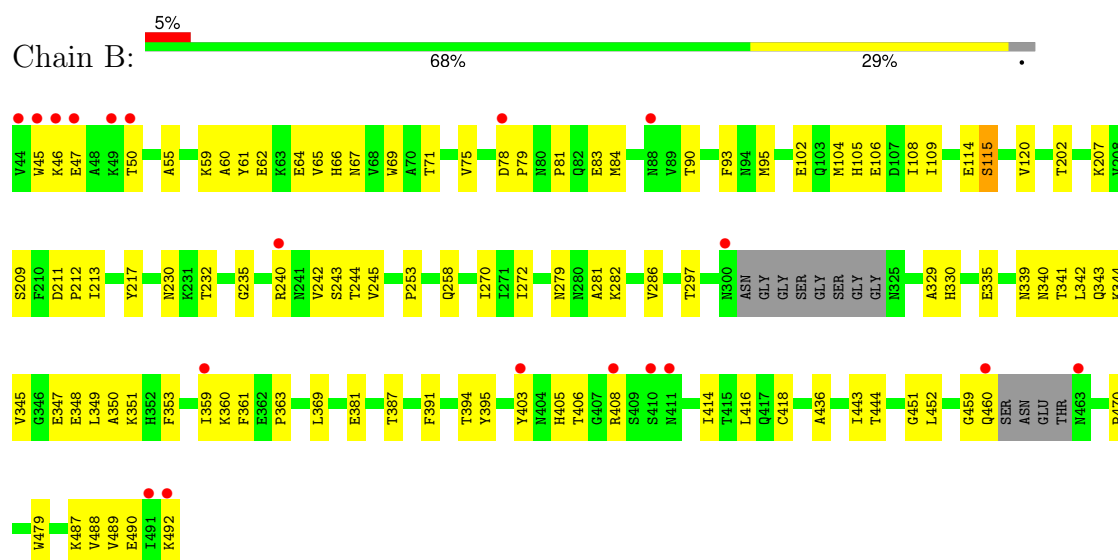 5%
Chain B:
68% 29%
V44 W45 K46 E47 A48 K49 T50 A55 K59 A60 Y61 E62 K63 E64 V65 H66 N67 V68 W69 A70 T71 V75 D78 P79 N80 P81 Q82 E83 M84 N88 V89 T90 F93 N94 M95 E102 Q103 M104 H105 E106 D107 I108 I109 E114 S115 V120 T202 K207 V208
S209 F210 D211 P212 I213 Y217 N230 K231 T232 G235 R240 N241 V242 S243 T244 V245 P253 Q258 I270 I271 I272 N279 N280 A281 K282 V286 T297 N300 ASN GLY GLY SER GLY SER GLY GLY N325 A329 H330 E335 N339 N340 T341 L342 Q343 K344
V345 G346 E347 E348 L349 A350 K351 H352 F353 I359 K360 F361 E362 P363 L369 E381 T387 F391 T394 Y395 Y403 N404 H405 T406 G407 R408 S409 S410 N411 I414 T415 L416 Q417 C418 A436 I443 T444 G451 L452 G459 Q460 SER ASN GLU THR N463
W479 K487 V488 V489 E490 I491 K492